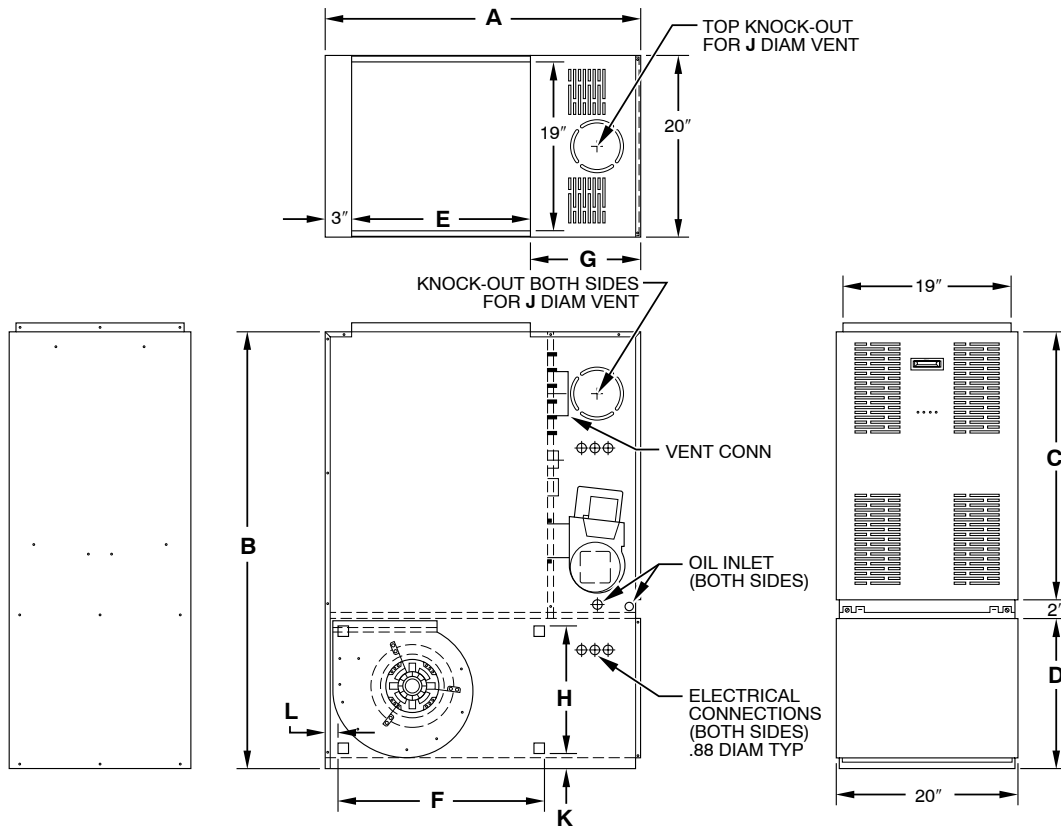 A
TOP KNOCK-OUT
FOR J DIAM VENT
19″
20″
3″
E
G
KNOCK-OUT BOTH SIDES
FOR J DIAM VENT
19″
VENT CONN
C
B
OIL INLET
(BOTH SIDES)
2″
D
H
ELECTRICAL
CONNECTIONS
(BOTH SIDES)
.88 DIAM TYP
L
F
K
20″